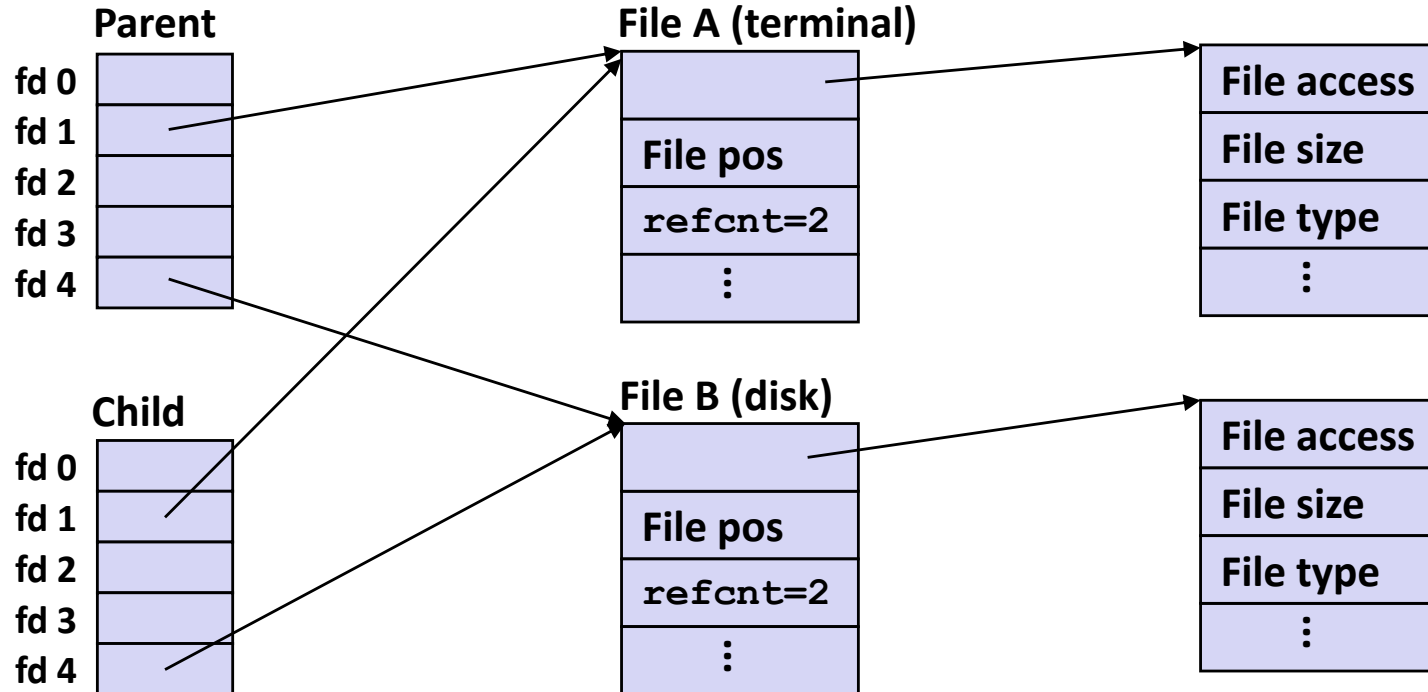 Parent
fd 0
fd 1
fd 2
fd 3
fd 4
File A (terminal)
File pos
refcnt=2
⋮
File access
File size
File type
⋮
Child
fd 0
fd 1
fd 2
fd 3
fd 4
File B (disk)
File pos
refcnt=2
⋮
File access
File size
File type
⋮